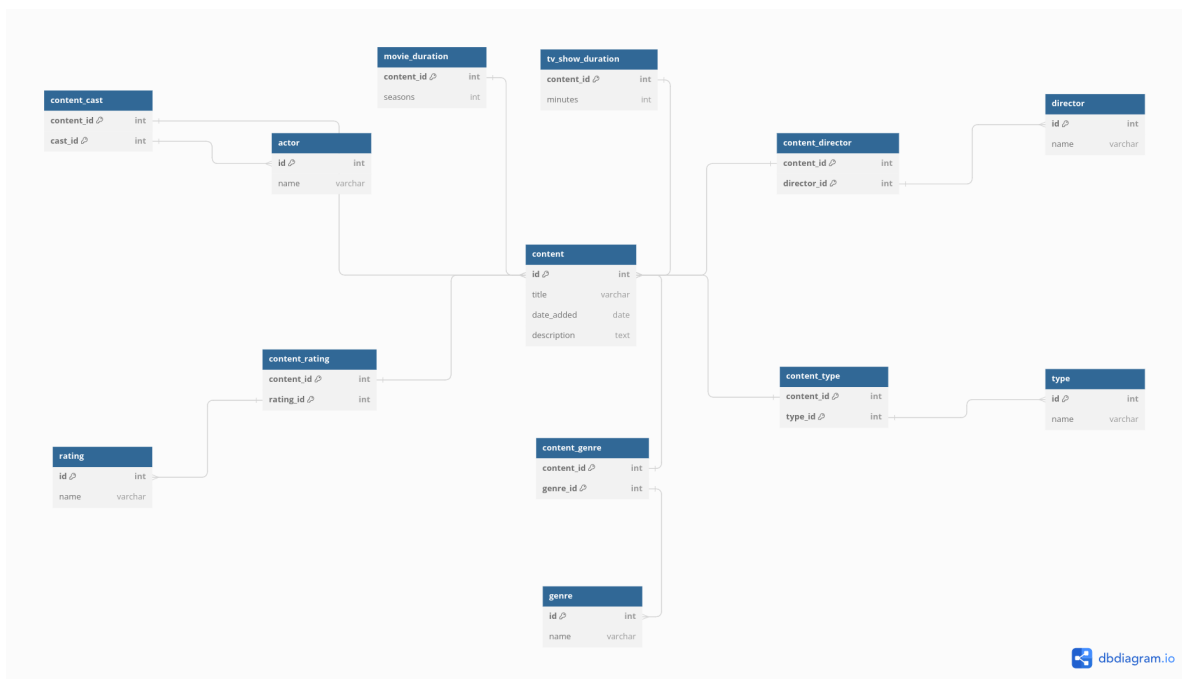 movie_duration
content_id int
seasons int
tv_show_duration
content_id int
minutes int
content_cast
content_id int
cast_id int
actor
id int
name varchar
director
id int
name varchar
content_director
content_id int
director_id int
content
id int
title varchar
date_added date
description text
content_rating
content_id int
rating_id int
content_type
content_id int
type_id int
type
id int
name varchar
rating
id int
name varchar
content_genre
content_id int
genre_id int
genre
id int
name varchar
dbdiagram.io